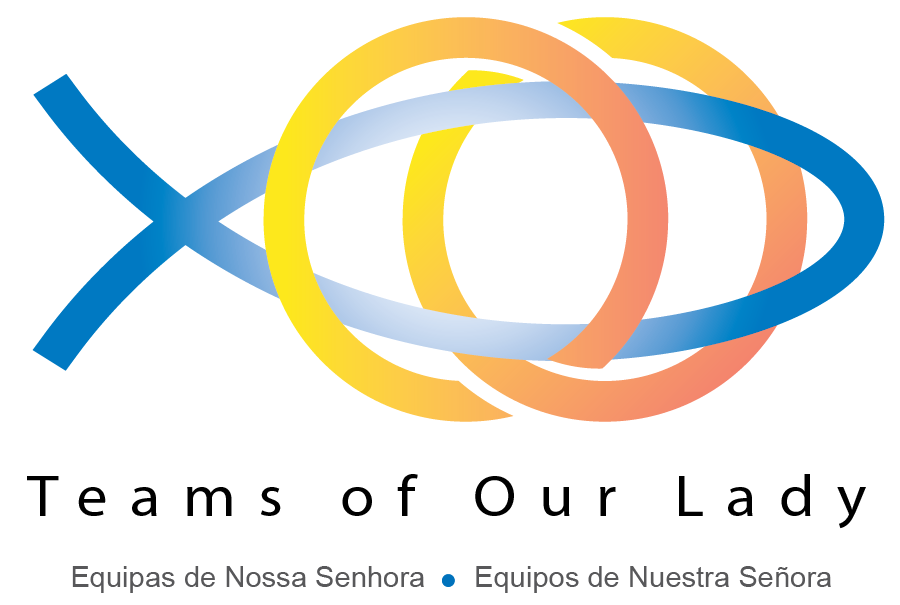 Teams of Our Lady
Equipas de Nossa Senhora • Equipos de Nuestra Señora